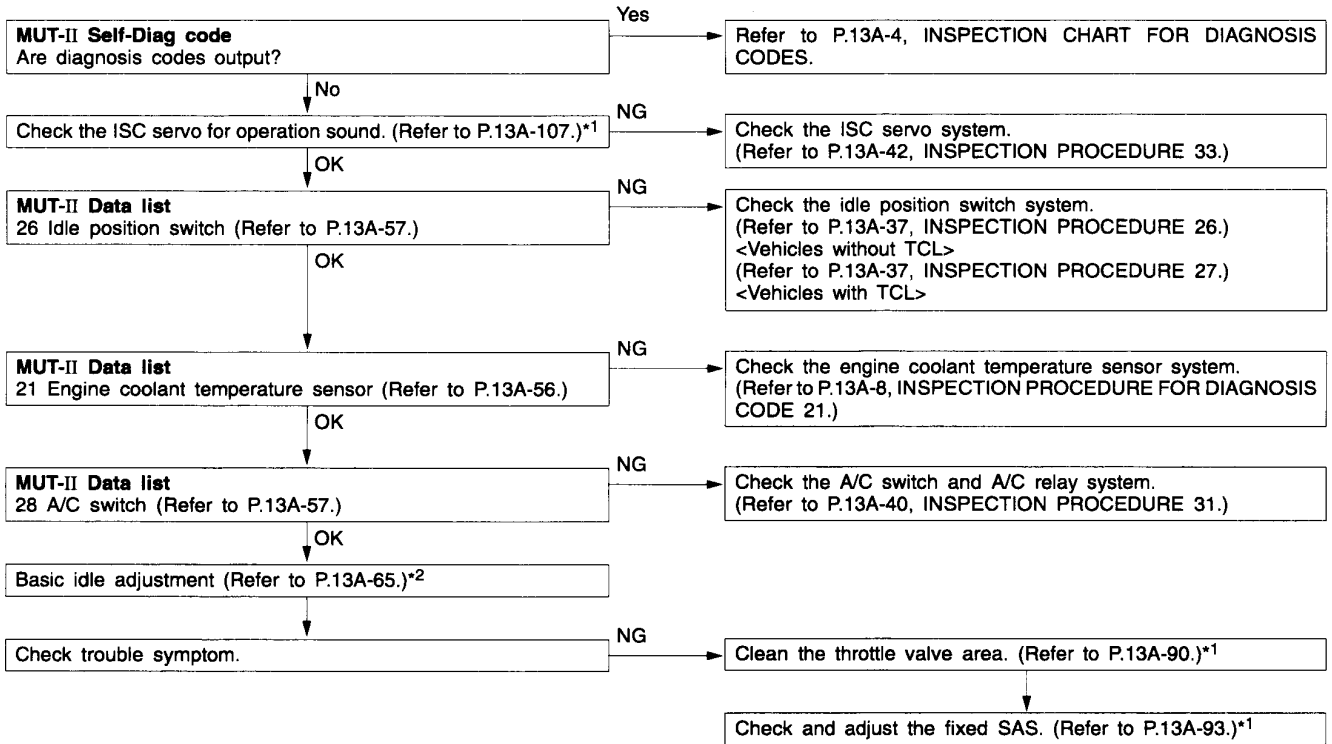 Yes
MUT-II Self-Diag code
Are diagnosis codes output?
Refer to P.13A-4, INSPECTION CHART FOR DIAGNOSIS
CODES.
No
NG
Check the ISC servo for operation sound. (Refer to P.13A-107.)*1
Check the ISC servo system.
(Refer to P.13A-42, INSPECTION PROCEDURE 33.)
OK
NG
MUT-II Data list
26 Idle position switch (Refer to P.13A-57.)
Check the idle position switch system.
(Refer to P.13A-37, INSPECTION PROCEDURE 26.)
<Vehicles without TCL>
(Refer to P.13A-37, INSPECTION PROCEDURE 27.)
<Vehicles with TCL>
OK
NG
MUT-II Data list
21 Engine coolant temperature sensor (Refer to P.13A-56.)
Check the engine coolant temperature sensor system.
(Refer to P.13A-8, INSPECTION PROCEDURE FOR DIAGNOSIS
CODE 21.)
OK
NG
MUT-II Data list
28 A/C switch (Refer to P.13A-57.)
Check the A/C switch and A/C relay system.
(Refer to P.13A-40, INSPECTION PROCEDURE 31.)
OK
Basic idle adjustment (Refer to P.13A-65.)*2
NG
Check trouble symptom.
Clean the throttle valve area. (Refer to P.13A-90.)*1
Check and adjust the fixed SAS. (Refer to P.13A-93.)*1